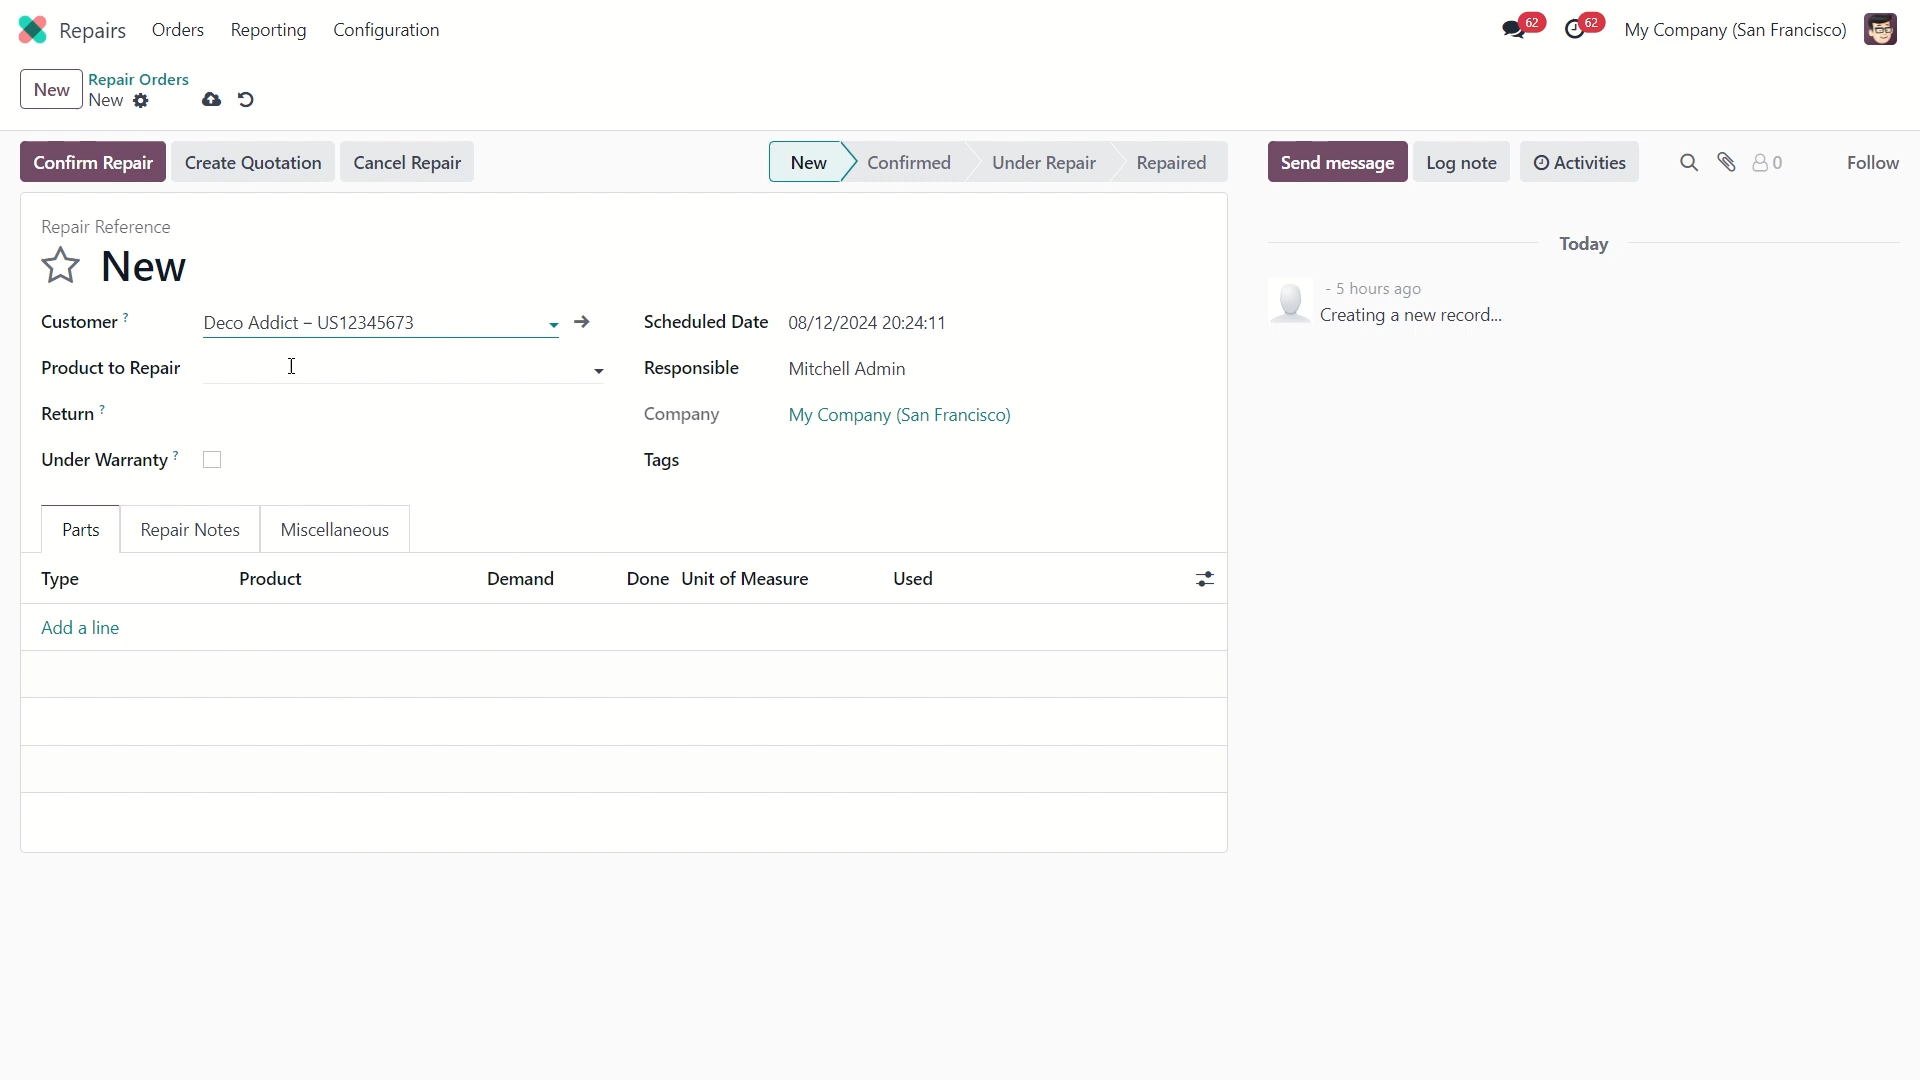 Repairs Orders Reporting Configuration 62 62 My Company (San Francisco)
New Repair Orders
New
Confirm Repair Create Quotation Cancel Repair New Confirmed Under Repair Repaired Send message Log note Activities 0 Follow
Repair Reference
New
Today
Customer ? Deco Addict – US12345673 Scheduled Date 08/12/2024 20:24:11
- 5 hours ago
Creating a new record...
Product to Repair Responsible Mitchell Admin
Return ? Company My Company (San Francisco)
Under Warranty ? Tags
Parts Repair Notes Miscellaneous
Type Product Demand Done Unit of Measure Used
Add a line